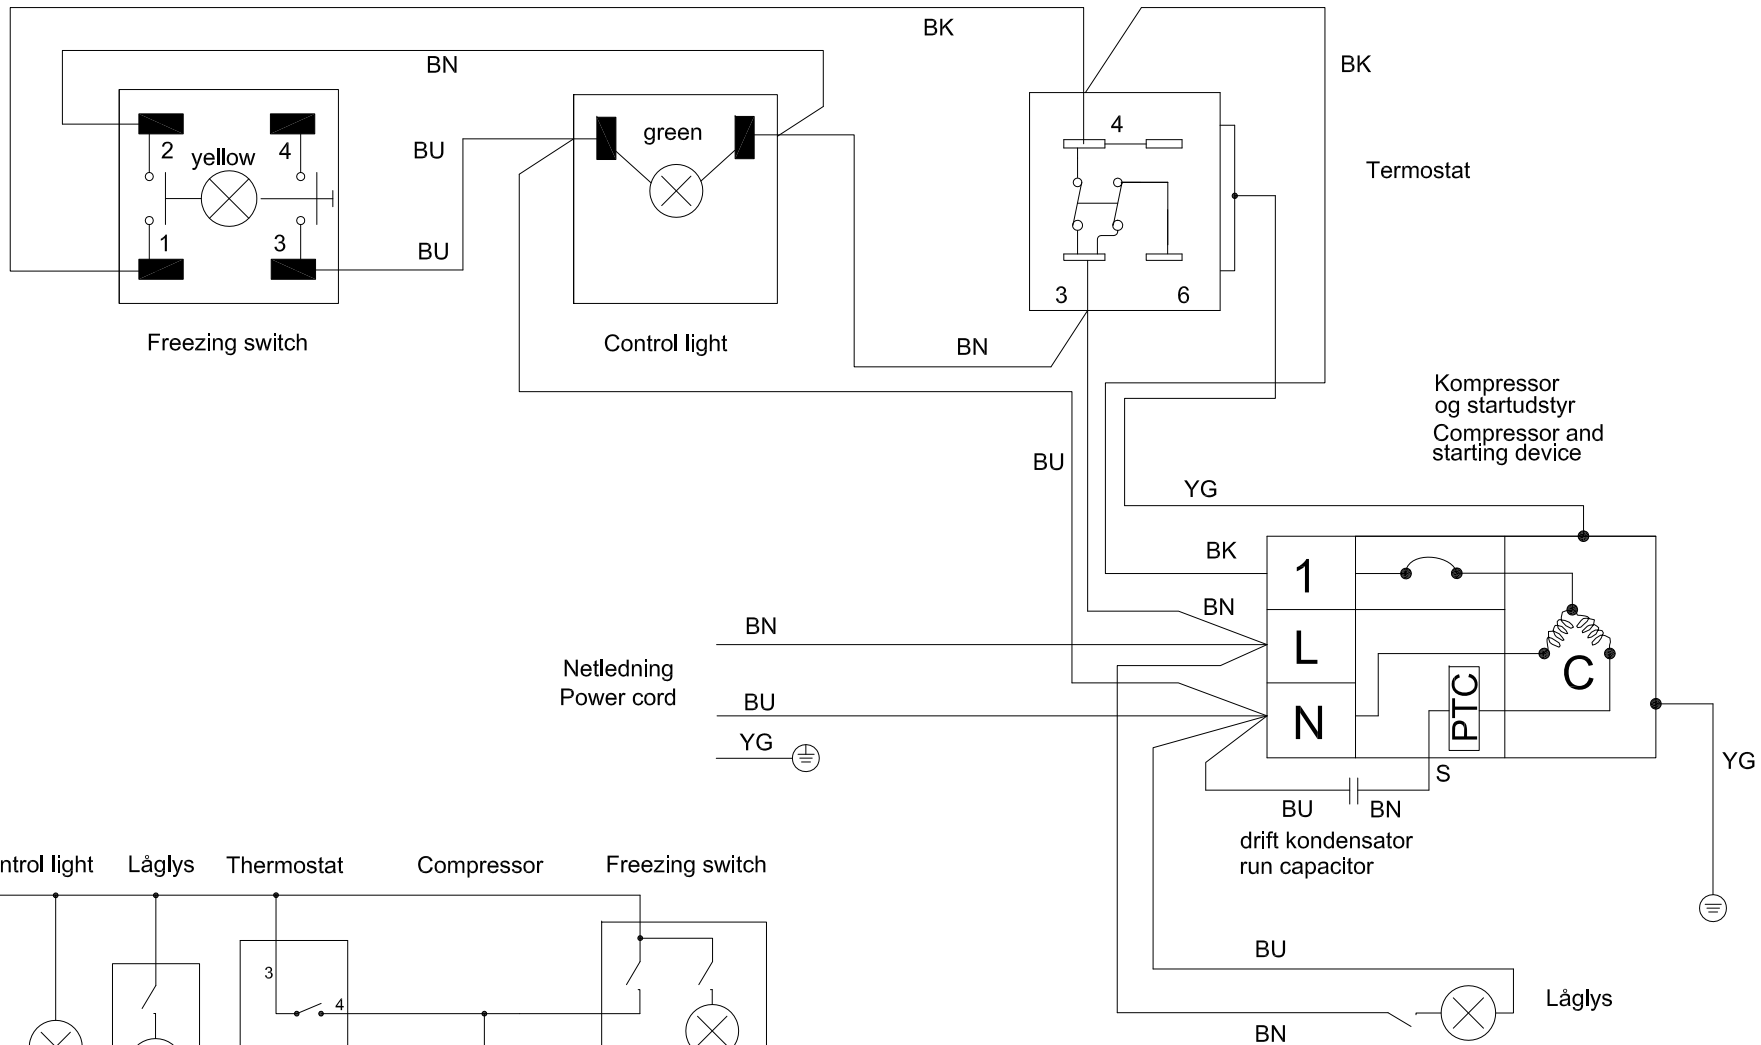 BK
BN
BK
2
yellow
4
BU
green
4
Termostat
1
3
BU
3
6
Freezing switch
Control light
BN
Kompressor
og startudstyr
Compressor and
starting device
BU
YG
BK
1
BN
BN
L
C
Netledning
Power cord
BU
N
PTC
YG
S
YG
BU
BN
drift kondensator
run capacitor
ntrol light
Låglys
Thermostat
Compressor
Freezing switch
3
4
BU
Låglys
BN